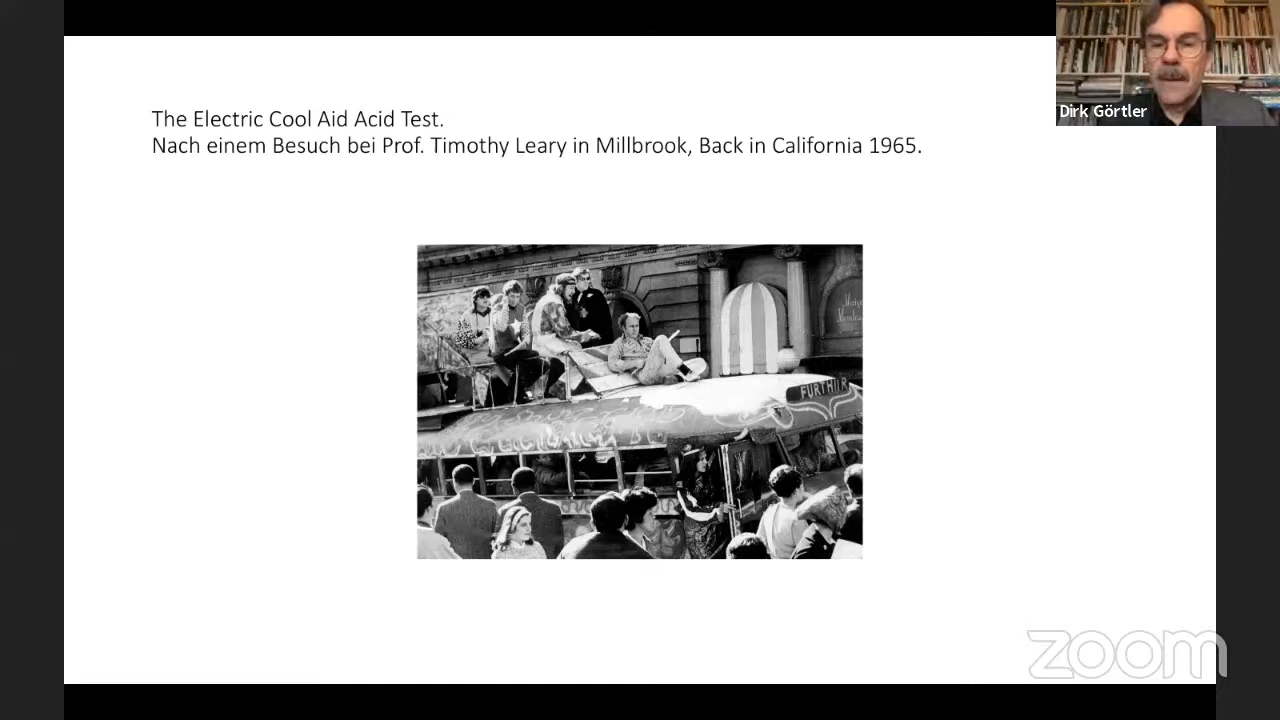 The Electric Cool Aid Acid Test.
Nach einem Besuch bei Prof. Timothy Leary in Millbrook, Back in California 1965.
Dirk Görtler
FURTHUR
zoom